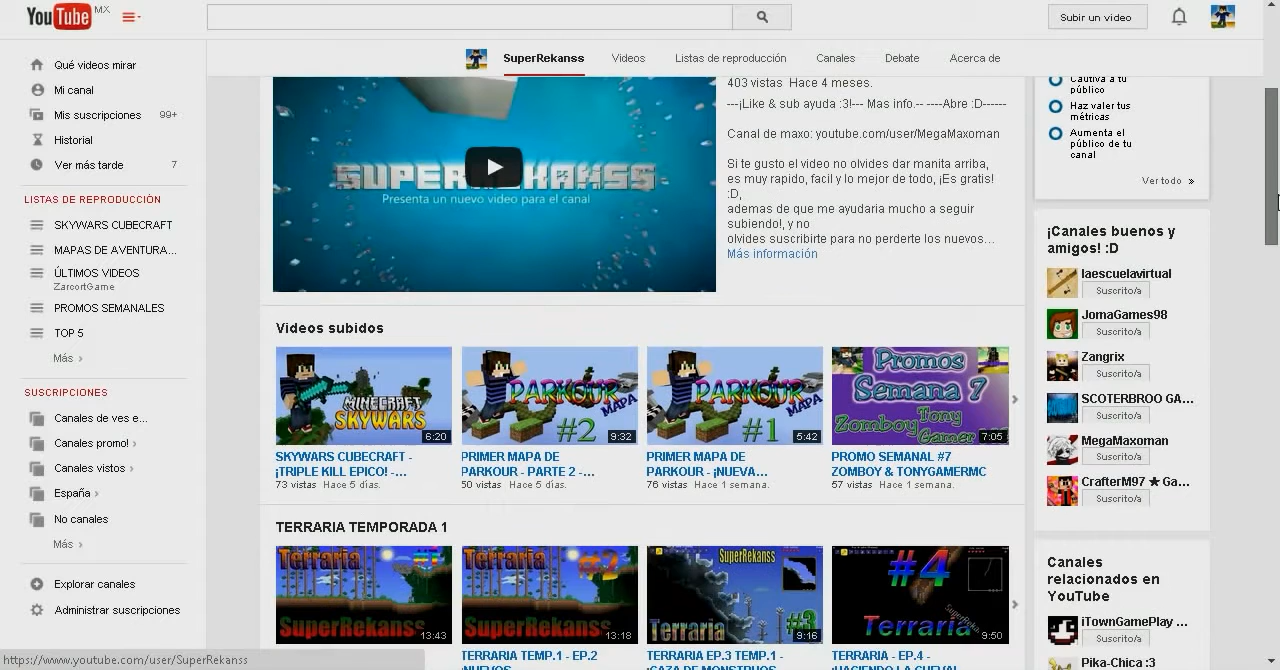 YouTube MX
Subir un video
SuperRekanss
Videos
Listas de reproducción
Canales
Debate
Acerca de
Qué videos mirar
Mi canal
Mis suscripciones 99+
Historial
Ver más tarde 7
LISTAS DE REPRODUCCIÓN
SKYWARS CUBECRAFT
MAPAS DE AVENTURA...
ÚLTIMOS VIDEOS
ZarcortGame
PROMOS SEMANALES
TOP 5
Más ›
SUSCRIPCIONES
Canales de ves e...
Canales promo! ›
Canales vistos ›
España ›
No canales
Más ›
Explorar canales
Administrar suscripciones
https://www.youtube.com/user/SuperRekanss
SUPERREKANSS
Presenta un nuevo video para el canal
403 vistas Hace 4 meses.
---¡Like & sub ayuda :3!--- Mas info.-- ----Abre :D------
Canal de maxo: youtube.com/user/MegaMaxoman
Si te gusto el video no olvides dar manita arriba,
es muy rapido, facil y lo mejor de todo, ¡Es gratis!
:D,
ademas de que me ayudaria mucho a seguir
subiendo!, y no
olvides suscribirte para no perderte los nuevos...
Más información
Videos subidos
MINECRAFT
SKYWARS
6:20
SKYWARS CUBECRAFT -
¡TRIPLE KILL EPICO! -...
73 vistas Hace 5 días.
PARKOUR
MAPA
#2
9:32
PRIMER MAPA DE
PARKOUR - PARTE 2 -...
50 vistas Hace 5 días.
PARKOUR
MAPA
#1
5:42
PRIMER MAPA DE
PARKOUR - ¡NUEVA...
76 vistas Hace 1 semana.
Promos
Semana 7
Zomboy Tony
Gamer
7:05
PROMO SEMANAL #7
ZOMBOY & TONYGAMERMC
57 vistas Hace 1 semana.
TERRARIA TEMPORADA 1
Terraria #1
SuperRekanss
13:43
Terraria #2
SuperRekanss
13:18
TERRARIA TEMP.1 - EP.2
¡NUEVOS
SuperRekanss
Terraria #3
9:16
TERRARIA EP.3 TEMP.1 -
¡CAZA DE MONSTRUOS
#4
SuperRekanss
Terraria
9:50
TERRARIA - EP.4 -
¡HACIENDO LA CUEVA!
Cautiva a tu
público
Haz valer tus
métricas
Aumenta el
público de tu
canal
Ver todo »
¡Canales buenos y
amigos! :D
laescuelavirtual
Suscrito/a
JomaGames98
Suscrito/a
Zangrix
Suscrito/a
SCOTERBROO GA...
Suscrito/a
MegaMaxoman
Suscrito/a
CrafterM97 ★ Ga...
Suscrito/a
Canales
relacionados en
YouTube
iTownGamePlay ...
Suscrito/a
Pika-Chica :3